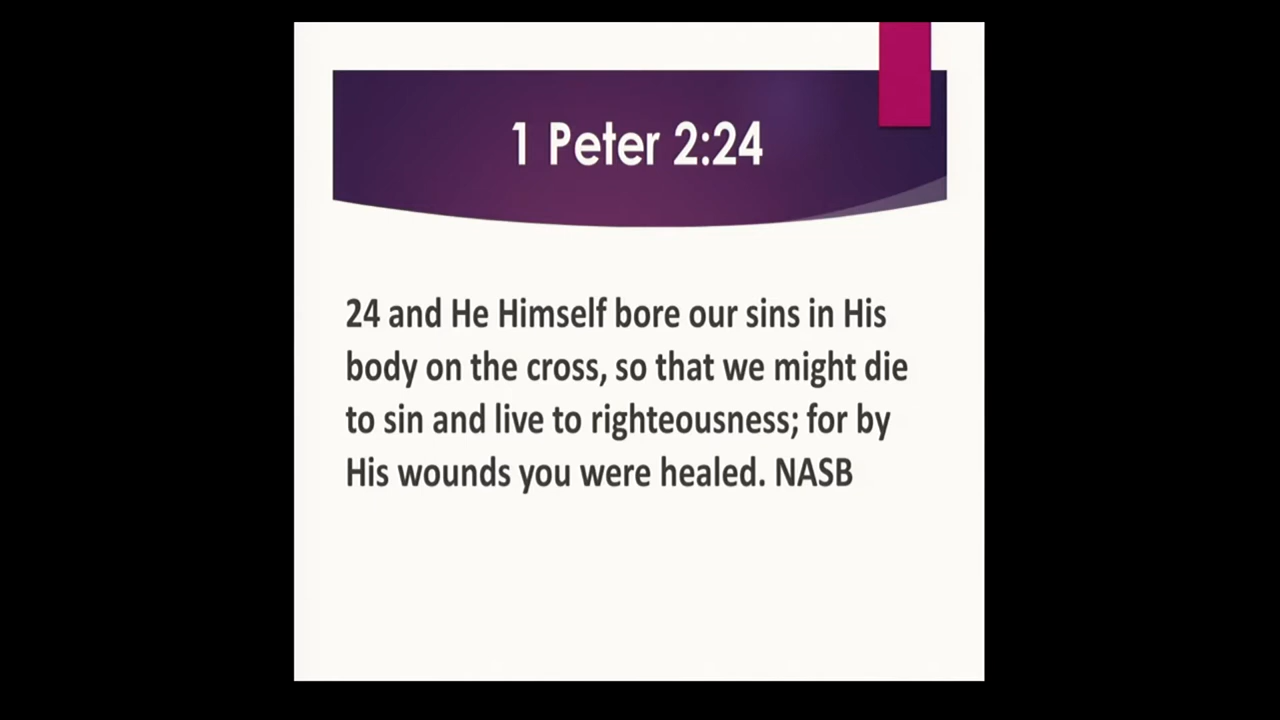 1 Peter 2:24
24 and He Himself bore our sins in His
body on the cross, so that we might die
to sin and live to righteousness; for by
His wounds you were healed. NASB